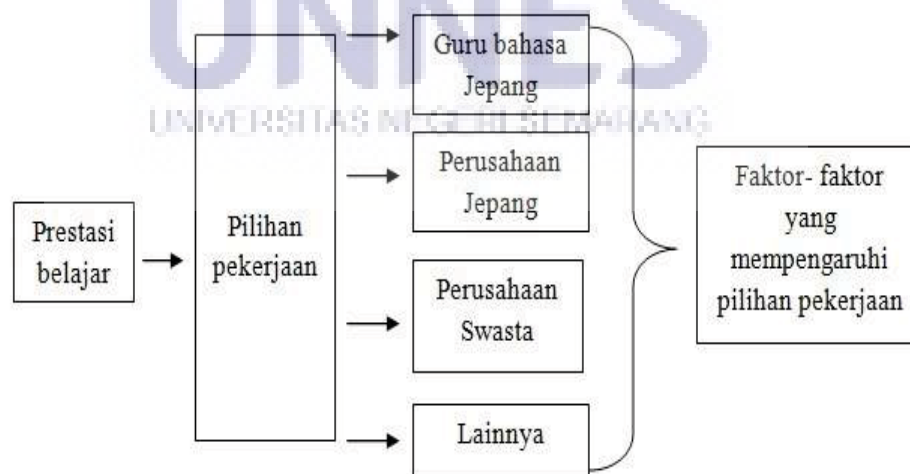 UNNES
UNIVERSITAS NEGERI SEMARANG
Prestasi
belajar
Pilihan
pekerjaan
Guru bahasa
Jepang
Perusahaan
Jepang
Perusahaan
Swasta
Lainnya
Faktor- faktor
yang
mempengaruhi
pilihan pekerjaan